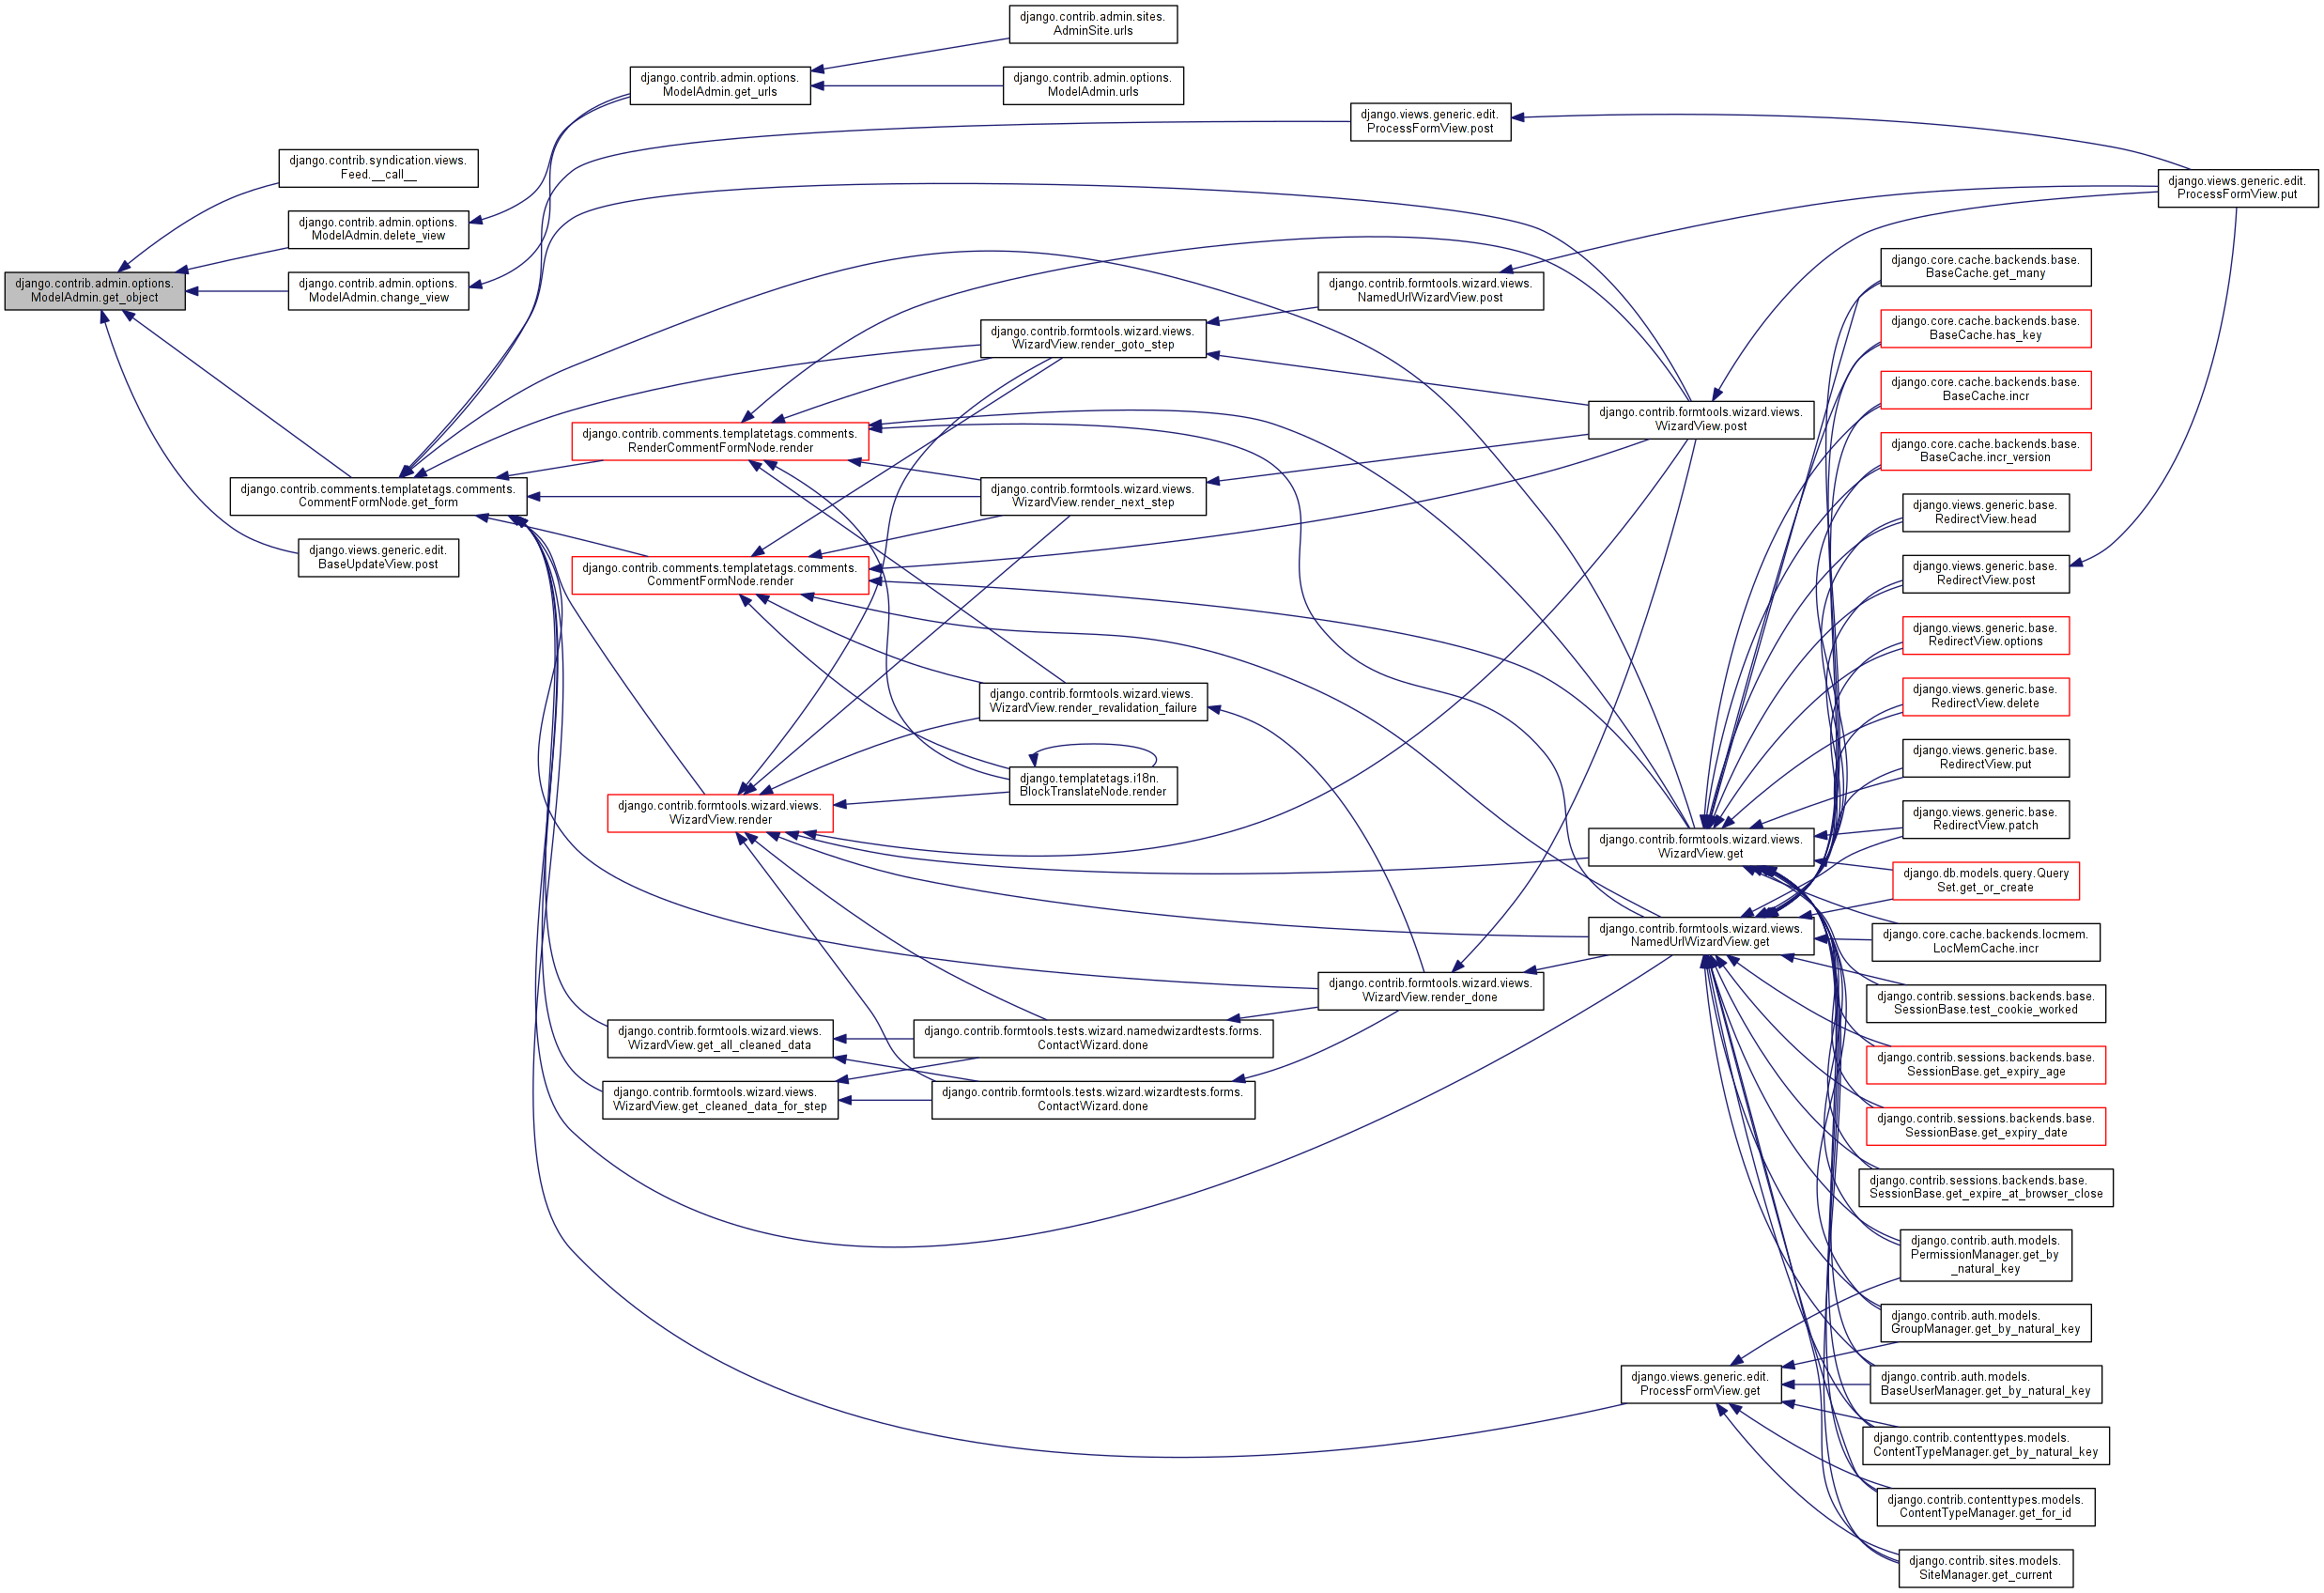 django.contrib.admin.options.
ModelAdmin.get_object
django.contrib.syndication.views.
Feed.__call__
django.contrib.admin.options.
ModelAdmin.delete_view
django.contrib.admin.options.
ModelAdmin.change_view
django.contrib.comments.templatetags.comments.
CommentFormNode.get_form
django.views.generic.edit.
BaseUpdateView.post
django.contrib.admin.options.
ModelAdmin.get_urls
django.contrib.comments.templatetags.comments.
RenderCommentFormNode.render
django.contrib.comments.templatetags.comments.
CommentFormNode.render
django.contrib.formtools.wizard.views.
WizardView.render
django.contrib.formtools.wizard.views.
WizardView.get_all_cleaned_data
django.contrib.formtools.wizard.views.
WizardView.get_cleaned_data_for_step
django.contrib.admin.sites.
AdminSite.urls
django.contrib.admin.options.
ModelAdmin.urls
django.contrib.formtools.wizard.views.
WizardView.render_goto_step
django.contrib.formtools.wizard.views.
WizardView.render_next_step
django.contrib.formtools.wizard.views.
WizardView.render_revalidation_failure
django.templatetags.i18n.
BlockTranslateNode.render
django.contrib.formtools.tests.wizard.namedwizardtests.forms.
ContactWizard.done
django.contrib.formtools.tests.wizard.wizardtests.forms.
ContactWizard.done
django.views.generic.edit.
ProcessFormView.post
django.contrib.formtools.wizard.views.
NamedUrlWizardView.post
django.contrib.formtools.wizard.views.
WizardView.render_done
django.contrib.formtools.wizard.views.
WizardView.post
django.contrib.formtools.wizard.views.
WizardView.get
django.contrib.formtools.wizard.views.
NamedUrlWizardView.get
django.views.generic.edit.
ProcessFormView.get
django.views.generic.edit.
ProcessFormView.put
django.core.cache.backends.base.
BaseCache.get_many
django.core.cache.backends.base.
BaseCache.has_key
django.core.cache.backends.base.
BaseCache.incr
django.core.cache.backends.base.
BaseCache.incr_version
django.views.generic.base.
RedirectView.head
django.views.generic.base.
RedirectView.post
django.views.generic.base.
RedirectView.options
django.views.generic.base.
RedirectView.delete
django.views.generic.base.
RedirectView.put
django.views.generic.base.
RedirectView.patch
django.db.models.query.Query
Set.get_or_create
django.core.cache.backends.locmem.
LocMemCache.incr
django.contrib.sessions.backends.base.
SessionBase.test_cookie_worked
django.contrib.sessions.backends.base.
SessionBase.get_expiry_age
django.contrib.sessions.backends.base.
SessionBase.get_expiry_date
django.contrib.sessions.backends.base.
SessionBase.get_expire_at_browser_close
django.contrib.auth.models.
PermissionManager.get_by
_natural_key
django.contrib.auth.models.
GroupManager.get_by_natural_key
django.contrib.auth.models.
BaseUserManager.get_by_natural_key
django.contrib.contenttypes.models.
ContentTypeManager.get_by_natural_key
django.contrib.contenttypes.models.
ContentTypeManager.get_for_id
django.contrib.sites.models.
SiteManager.get_current